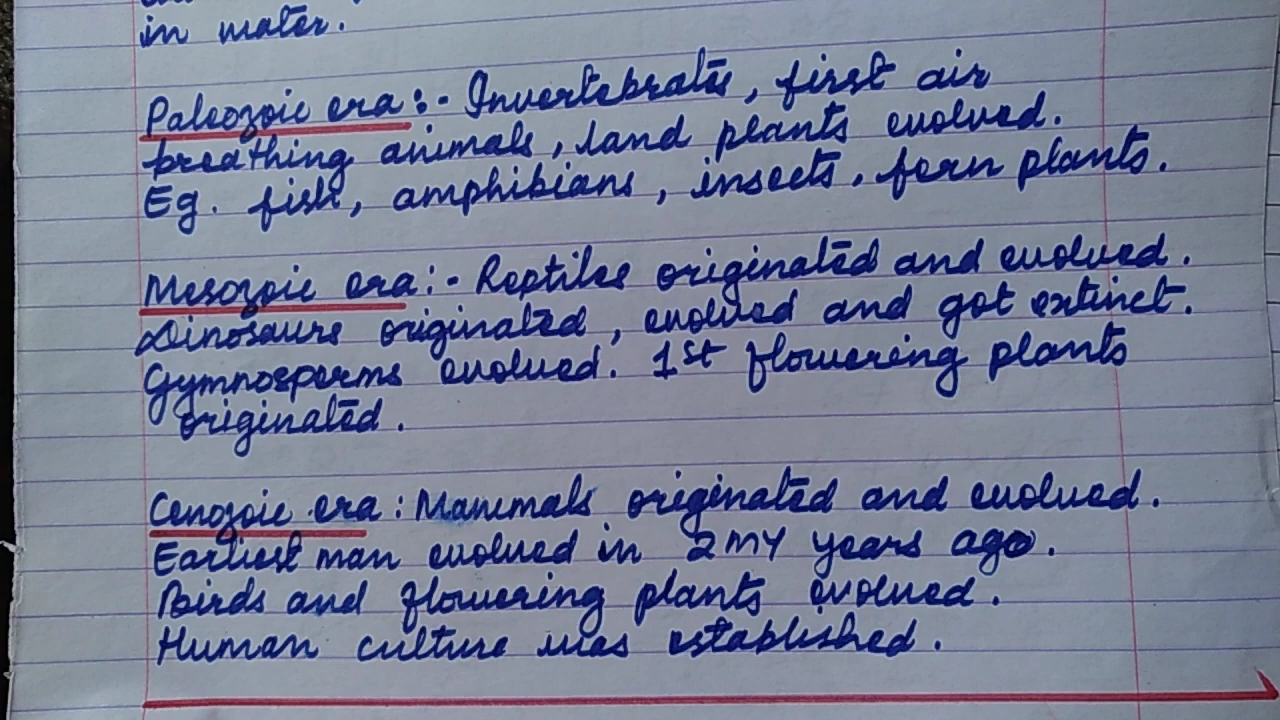 in water.
Paleozoic era :- Invertebrates, first air
breathing animals, land plants evolved.
Eg. fish, amphibians, insects, fern plants.
Mesozoic era :- Reptiles originated and evolved.
Dinosaurs originated, evolved and got extinct.
Gymnosperms evolved. 1st flowering plants
originated.
Cenozoic era : Mammals originated and evolved.
Earliest man evolved in 2my years ago.
Birds and flowering plants evolved.
Human culture was established.